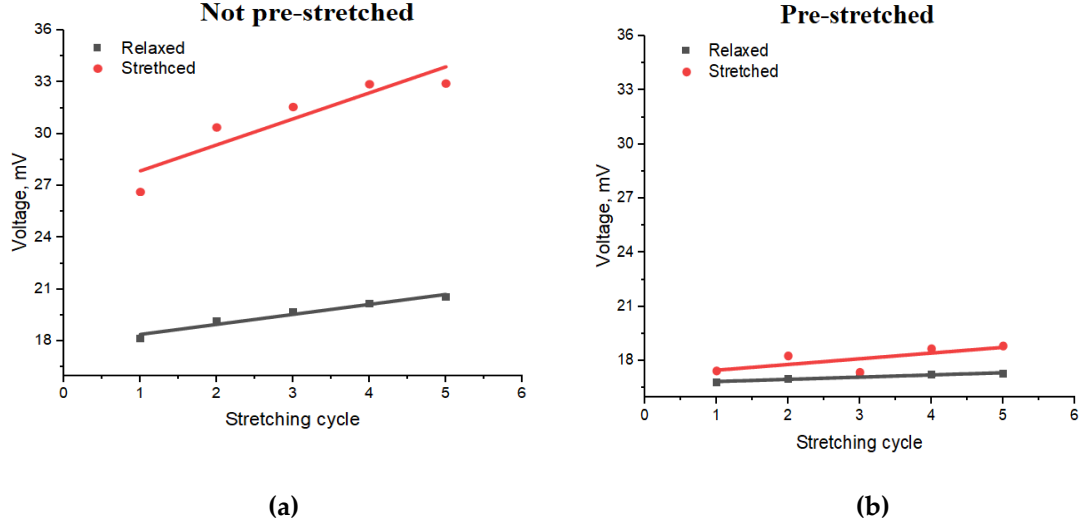 Not pre-stretched
36
33
30
27
24
21
18
Voltage, mV
Relaxed
Strethced
0
1
2
3
4
5
6
Stretching cycle
(a)
Pre-stretched
36
33
30
27
24
21
18
Voltage, mV
Relaxed
Stretched
0
1
2
3
4
5
6
Stretching cycle
(b)